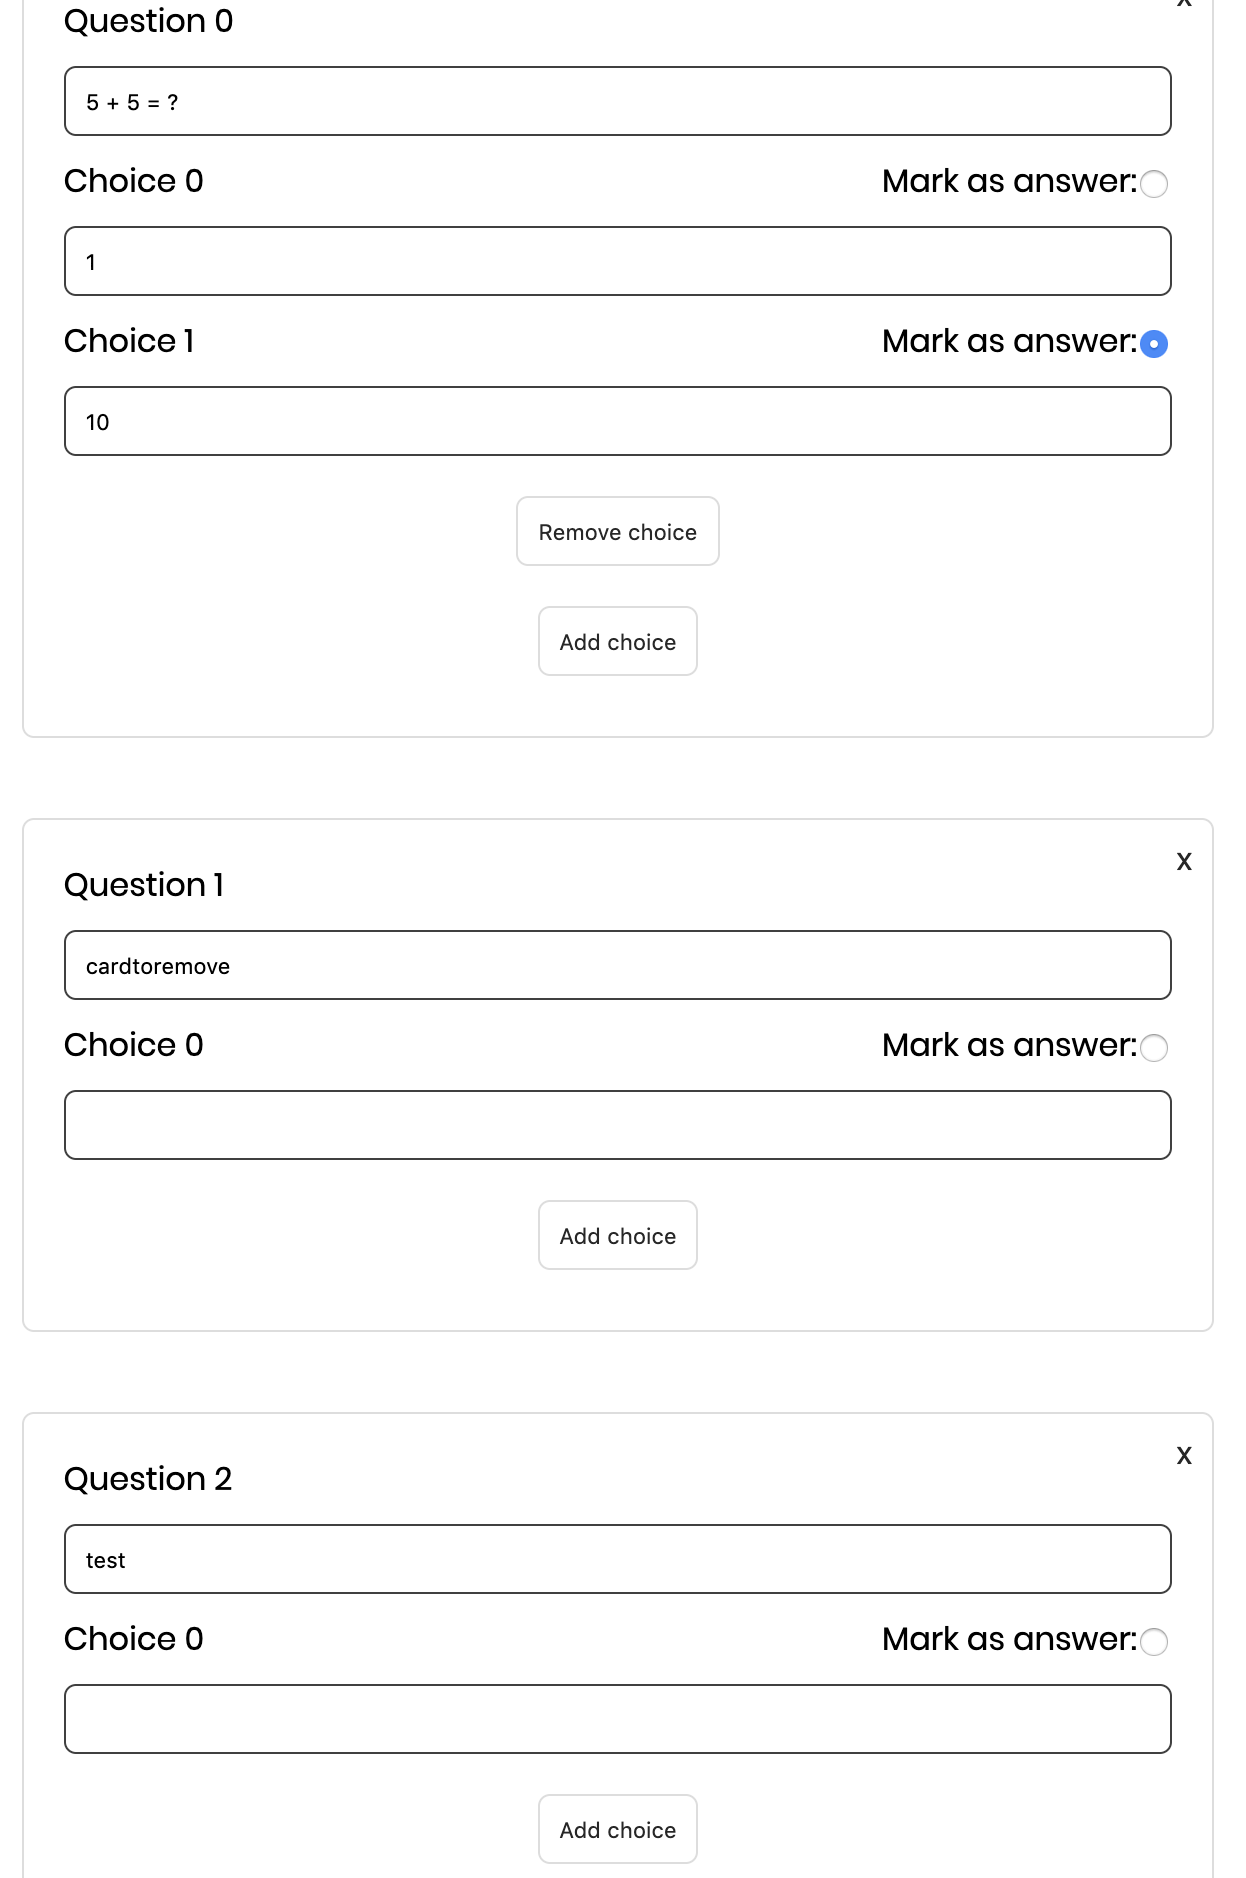 X
Question 0
5 + 5 = ?
Choice 0 Mark as answer:
1
Choice 1 Mark as answer:
10
Remove choice
Add choice
X
Question 1
cardtoremove
Choice 0 Mark as answer:
Add choice
X
Question 2
test
Choice 0 Mark as answer:
Add choice